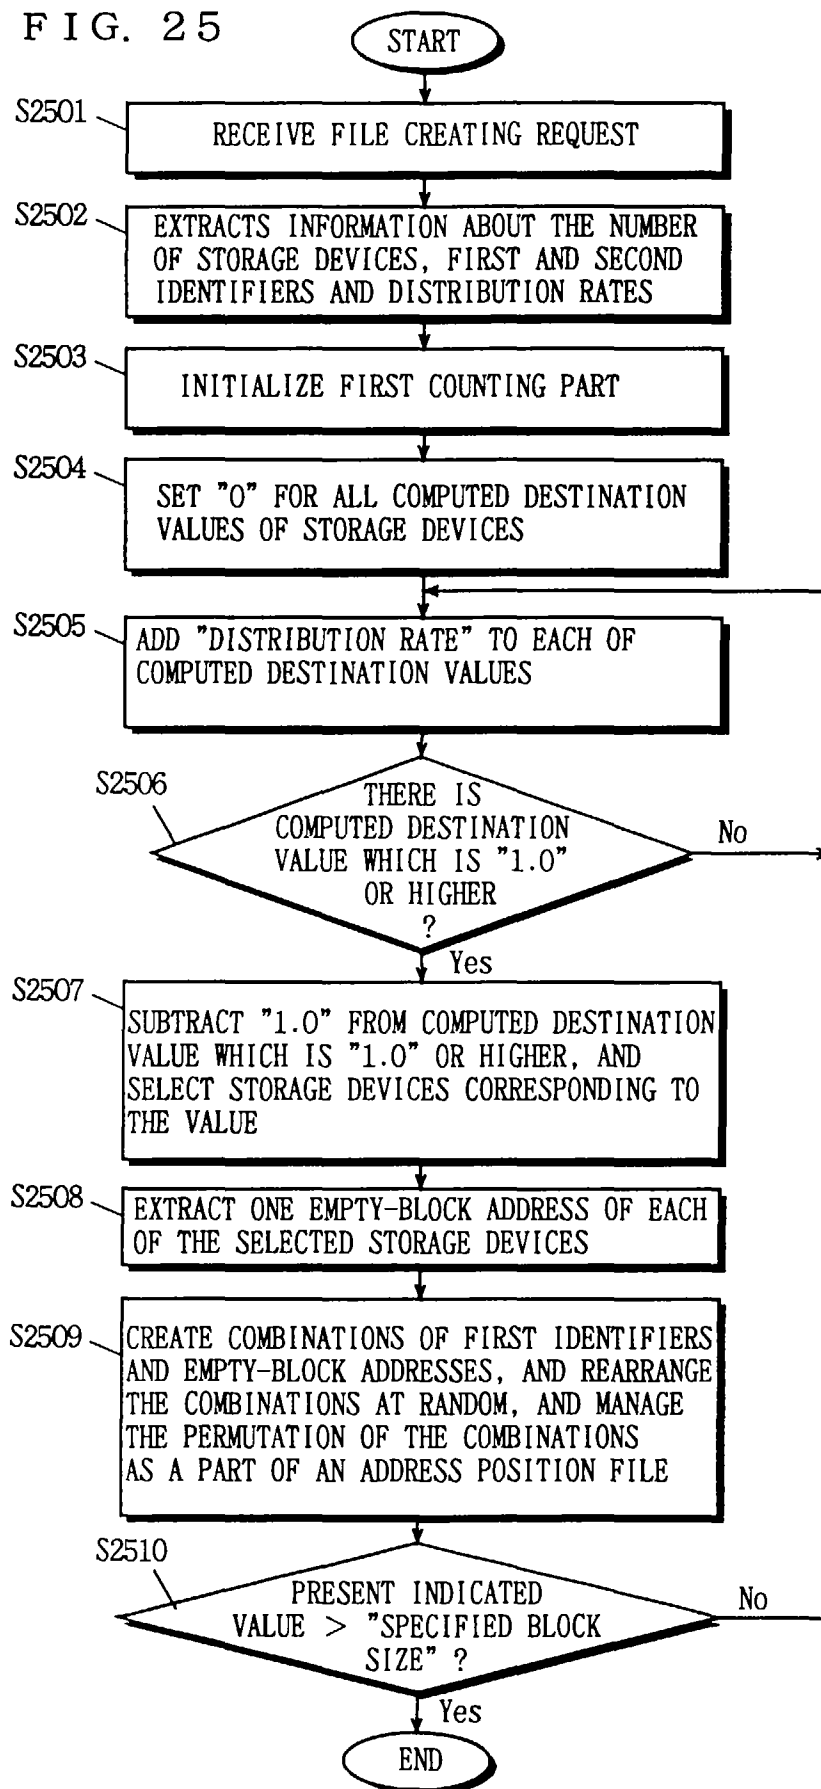 FIG. 25
START
S2501
RECEIVE FILE CREATING REQUEST
S2502
EXTRACTS INFORMATION ABOUT THE NUMBER
OF STORAGE DEVICES, FIRST AND SECOND
IDENTIFIERS AND DISTRIBUTION RATES
S2503
INITIALIZE FIRST COUNTING PART
S2504
SET "0" FOR ALL COMPUTED DESTINATION
VALUES OF STORAGE DEVICES
S2505
ADD "DISTRIBUTION RATE" TO EACH OF
COMPUTED DESTINATION VALUES
S2506
THERE IS
COMPUTED DESTINATION
VALUE WHICH IS "1.0"
OR HIGHER
?
No
Yes
S2507
SUBTRACT "1.0" FROM COMPUTED DESTINATION
VALUE WHICH IS "1.0" OR HIGHER, AND
SELECT STORAGE DEVICES CORRESPONDING TO
THE VALUE
S2508
EXTRACT ONE EMPTY-BLOCK ADDRESS OF EACH
OF THE SELECTED STORAGE DEVICES
S2509
CREATE COMBINATIONS OF FIRST IDENTIFIERS
AND EMPTY-BLOCK ADDRESSES, AND REARRANGE
THE COMBINATIONS AT RANDOM, AND MANAGE
THE PERMUTATION OF THE COMBINATIONS
AS A PART OF AN ADDRESS POSITION FILE
S2510
PRESENT INDICATED
VALUE > "SPECIFIED BLOCK
SIZE" ?
No
Yes
END